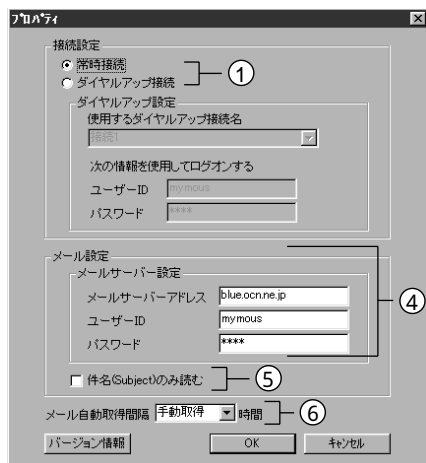 プロパティ
接続設定
常時接続
ダイヤルアップ接続
①
ダイヤルアップ設定
使用するダイヤルアップ接続名
接続1
次の情報を使用してログオンする
ユーザーID mymous
パスワード ****
メール設定
メールサーバー設定
メールサーバーアドレス blue.ocn.ne.jp
ユーザーID mymous
パスワード ****
④
件名(Subject)のみ読む ⑤
メール自動取得間隔 手動取得 時間 ⑥
バージョン情報 OK キャンセル